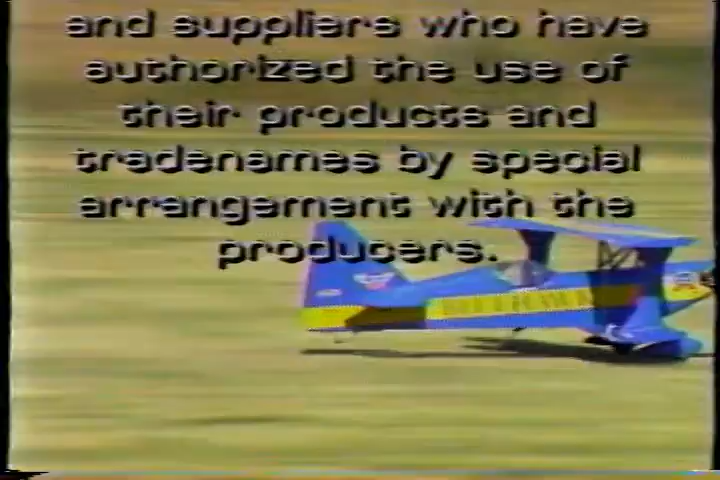 and suppliers who have
authorized the use of
their products and
tradenames by special
arrangement with the
producers.